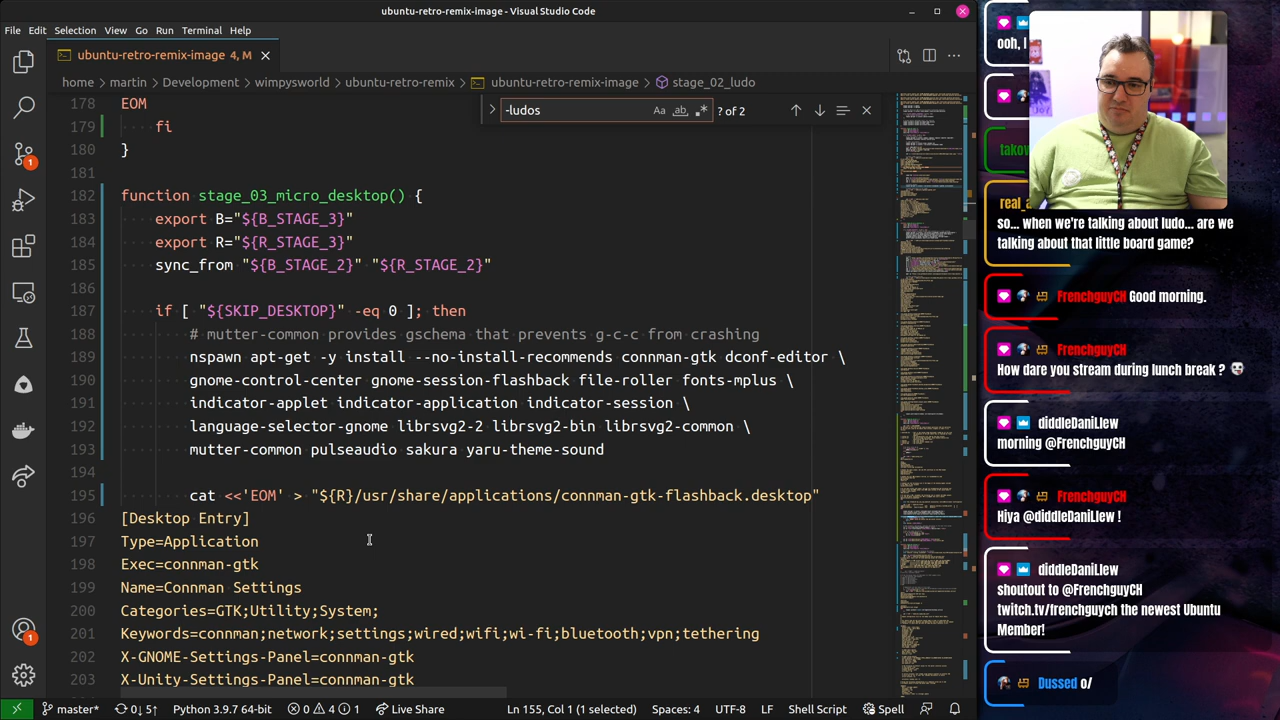 ubuntu-retro-remix-image - Visual Studio Code
File Edit Selection View Go Run Terminal Help
ubuntu-retro-remix-image 4, M
home > martin > Development > wimpysworld > ubuntu-retro-remix > ubuntu-retro-remix-image > stage_02_ludo
-ludos
Aa ab .*
? of 2
178 EOM
179 fi
180 }
181
182 function stage_03_micro_desktop() {
183 export B="${B_STAGE_3}"
184 export R="${R_STAGE_3}"
185 sync_from "${B_STAGE_2}" "${R_STAGE_2}"
186
187 if [ "${SKIP_DESKTOP}" -eq 0 ]; then
188 # mutter-common provides gschema that prevents g-c-c from crashing
189 nspawn apt-get -y install --no-install-recommends connman-gtk dconf-editor \
190 gnome-control-center gnome-session-flashback file-roller fonts-mplus \
191 indicator-applet indicator-application indicator-session \
192 language-selector-gnome librsvg2-2 librsvg2-bin librsvg2-common \
193 mutter-common pulseaudio sakura yaru-theme-sound
194
195 cat <<'EOM' > "${R}/usr/share/applications/connman-gtk-flashback.desktop"
196 [Desktop Entry]
197 Type=Application
198 Exec=connman-gtk
199 Name=ConnMan Settings
200 Categories=GTK;Utility;System;
201 Keywords=connman;network;settings;wired;wifi;wi-fi;bluetooth;vpn;tethering
202 X-GNOME-Settings-Panel=connman-gtk
203 X-Unity-Settings-Panel=connman-gtk
master* 5↑ Python 64-bit 0 4 1 Live Share Ln 155, Col 1 (1 selected) Spaces: 4 UTF-8 LF Shell Script Spell
1
1
ooh, I
takov
real_a
so... when we're talking about ludo... are we
talking about that little board game?
FrenchguyCH Good morning.
FrenchguyCH
How dare you stream during lunch break ?
diddleDaniLlew
morning @FrenchguyCH
FrenchguyCH
Hiya @diddleDaniLlew !
diddleDaniLlew
shoutout to @FrenchguyCH
twitch.tv/frenchguych the newest Ubuntu
Member!
Dussed o/